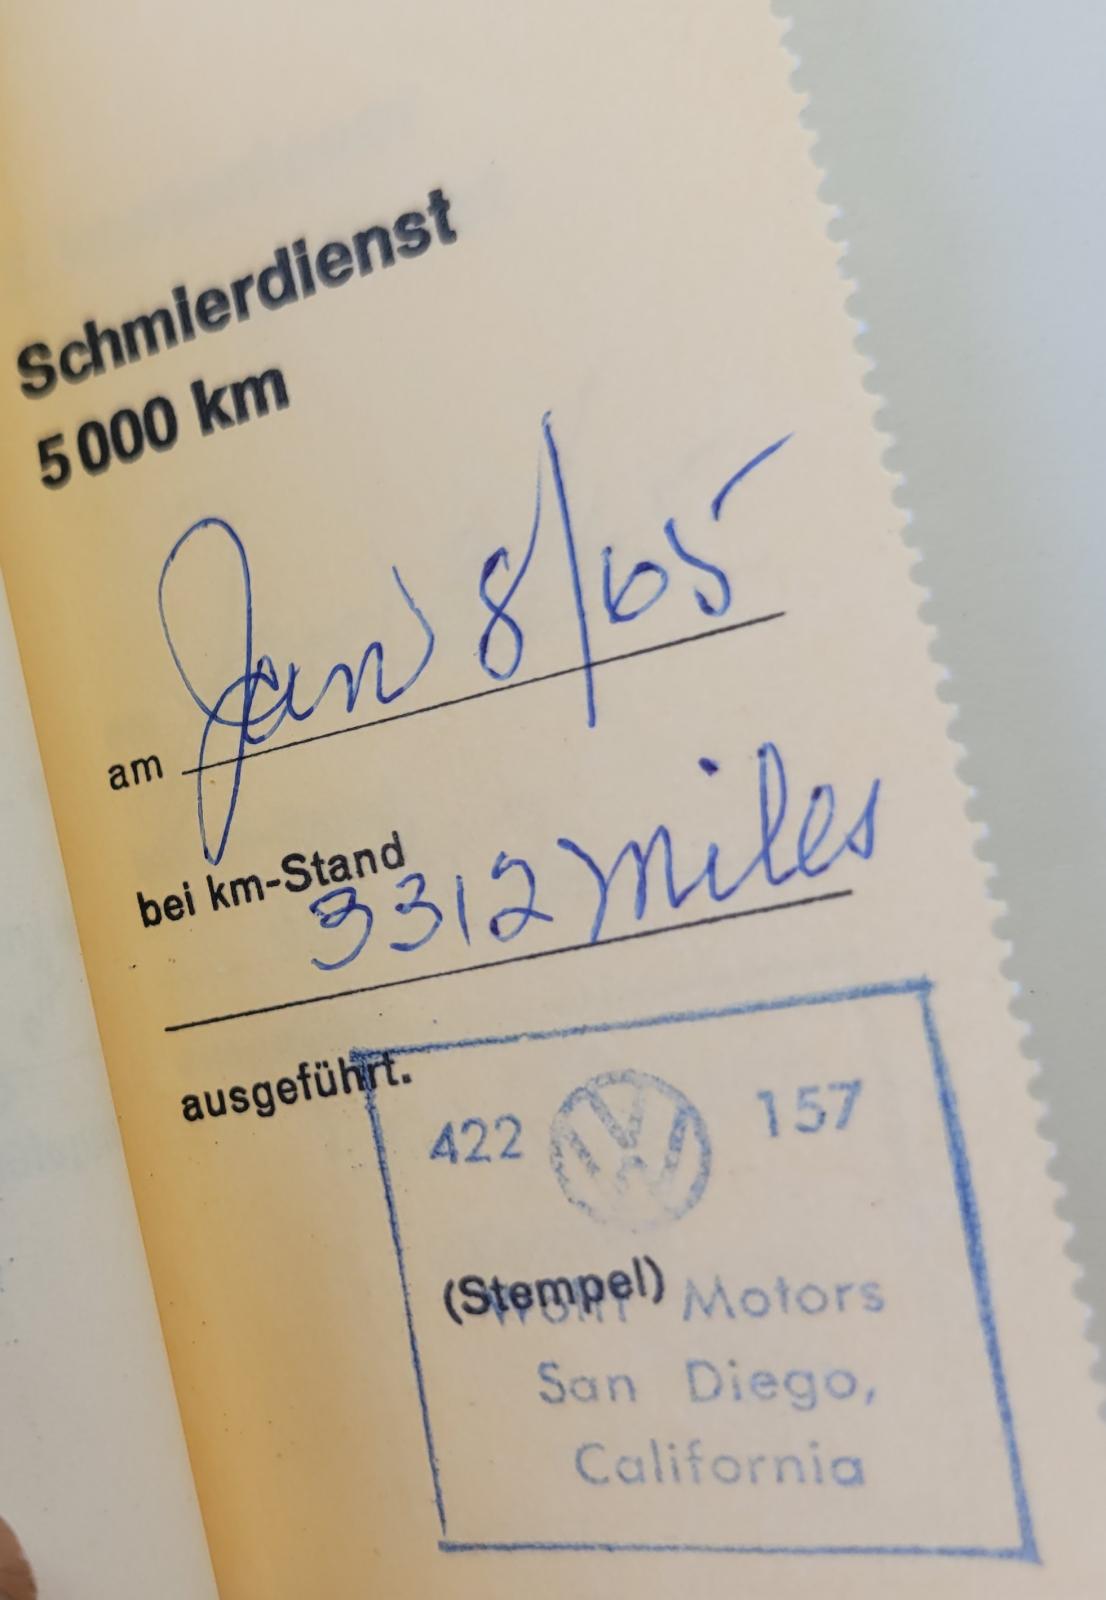 Schmierdienst
5000 km
am Jan 8/65
bei km-Stand
3312 miles
ausgeführt.
422 VW 157
(Stempel) Motors
San Diego,
California